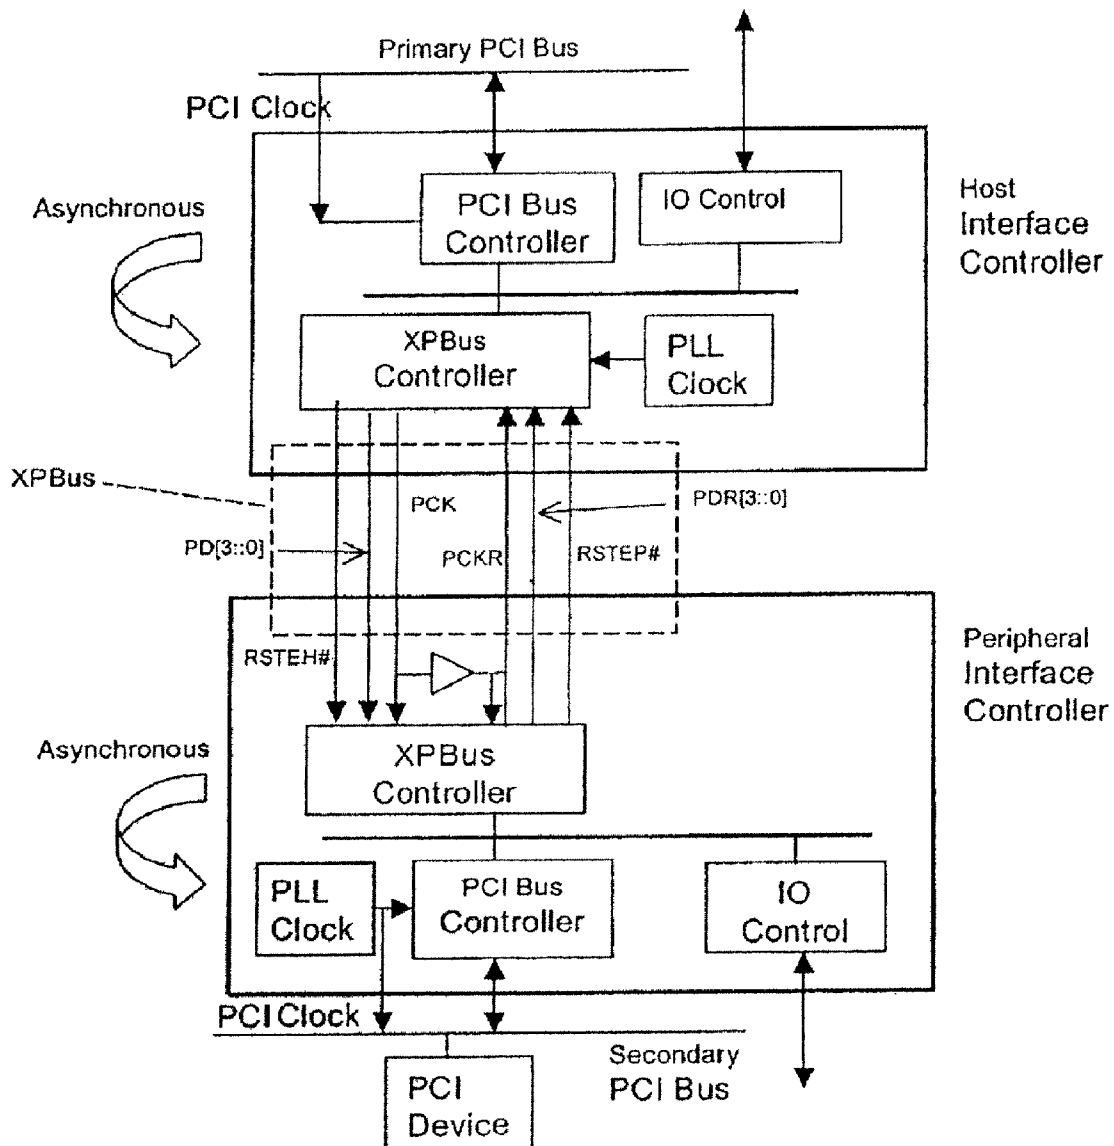 Primary PCI Bus
PCI Clock
Asynchronous
PCI Bus
Controller
IO Control
Host
Interface
Controller
XPBus
Controller
PLL
Clock
XPBus
PCK
PDR[3::0]
PD[3::0]
PCKR
RSTEP#
RSTEH#
Peripheral
Interface
Controller
Asynchronous
XPBus
Controller
PLL
Clock
PCI Bus
Controller
IO
Control
PCI Clock
Secondary
PCI Bus
PCI
Device